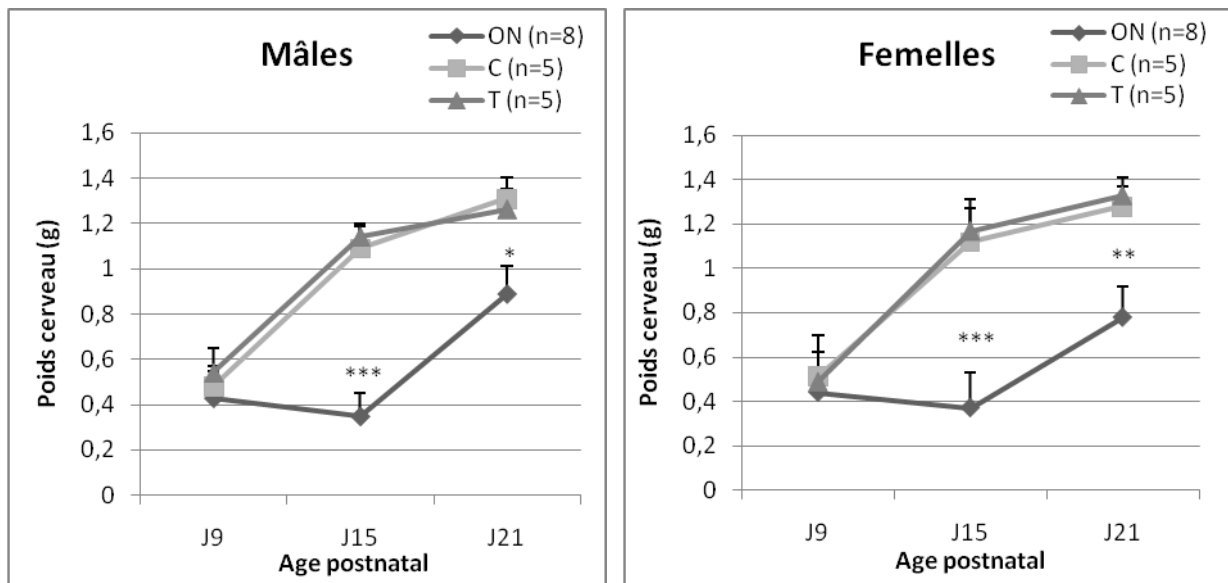 Mâles
ON (n=8)
C (n=5)
T (n=5)
Poids cerveau (g)
1,6
1,4
1,2
1
0,8
0,6
0,4
0,2
0
*
***
J9 J15 J21
Age postnatal
Femelles
ON (n=8)
C (n=5)
T (n=5)
Poids cerveau (g)
1,6
1,4
1,2
1
0,8
0,6
0,4
0,2
0
**
***
J9 J15 J21
Age postnatal